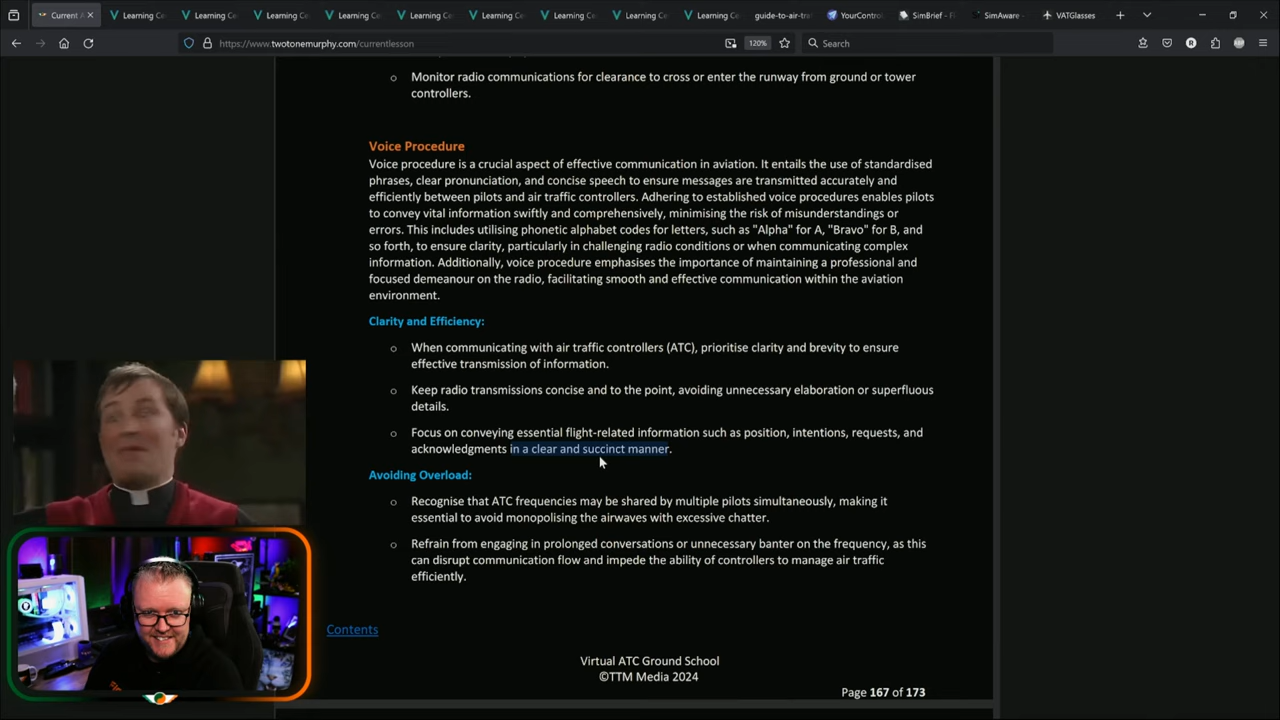 Current A
Learning Ce
Learning Ce
Learning Ce
Learning Ce
Learning Ce
Learning Ce
Learning Ce
Learning Ce
Learning Ce
guide-to-air-tra
YourControl
SimBrief - Fl
SimAware
VATGlasses
https://www.twotonemurphy.com/currentlesson
120%
Search
Monitor radio communications for clearance to cross or enter the runway from ground or tower
controllers.
Voice Procedure
Voice procedure is a crucial aspect of effective communication in aviation. It entails the use of standardised
phrases, clear pronunciation, and concise speech to ensure messages are transmitted accurately and
efficiently between pilots and air traffic controllers. Adhering to established voice procedures enables pilots
to convey vital information swiftly and comprehensively, minimising the risk of misunderstandings or
errors. This includes utilising phonetic alphabet codes for letters, such as "Alpha" for A, "Bravo" for B, and
so forth, to ensure clarity, particularly in challenging radio conditions or when communicating complex
information. Additionally, voice procedure emphasises the importance of maintaining a professional and
focused demeanour on the radio, facilitating smooth and effective communication within the aviation
environment.
Clarity and Efficiency:
When communicating with air traffic controllers (ATC), prioritise clarity and brevity to ensure
effective transmission of information.
Keep radio transmissions concise and to the point, avoiding unnecessary elaboration or superfluous
details.
Focus on conveying essential flight-related information such as position, intentions, requests, and
acknowledgments in a clear and succinct manner.
Avoiding Overload:
Recognise that ATC frequencies may be shared by multiple pilots simultaneously, making it
essential to avoid monopolising the airwaves with excessive chatter.
Refrain from engaging in prolonged conversations or unnecessary banter on the frequency, as this
can disrupt communication flow and impede the ability of controllers to manage air traffic
efficiently.
Contents
Virtual ATC Ground School
©TTM Media 2024
Page 167 of 173